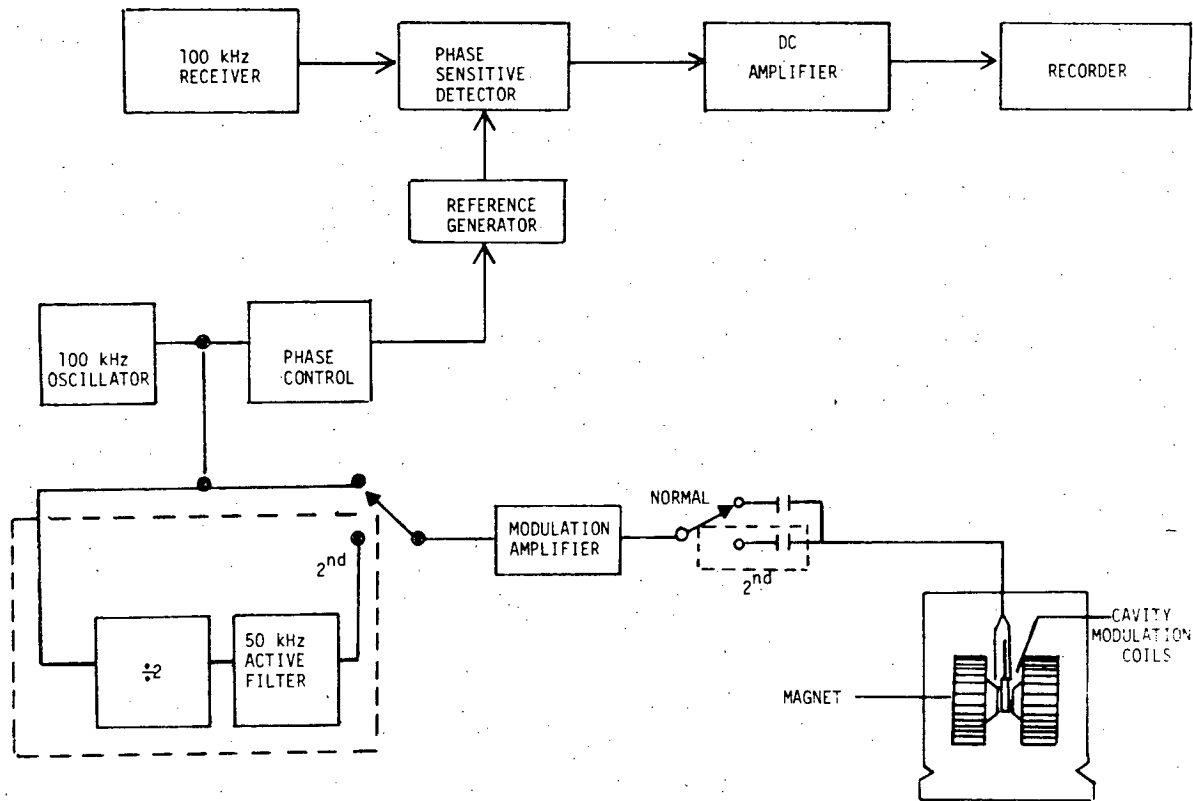 100 kHz
RECEIVER
PHASE
SENSITIVE
DETECTOR
DC
AMPLIFIER
RECORDER
REFERENCE
GENERATOR
100 kHz
OSCILLATOR
PHASE
CONTROL
NORMAL
MODULATION
AMPLIFIER
2nd
2nd
÷2
50 kHz
ACTIVE
FILTER
CAVITY
MODULATION
COILS
MAGNET